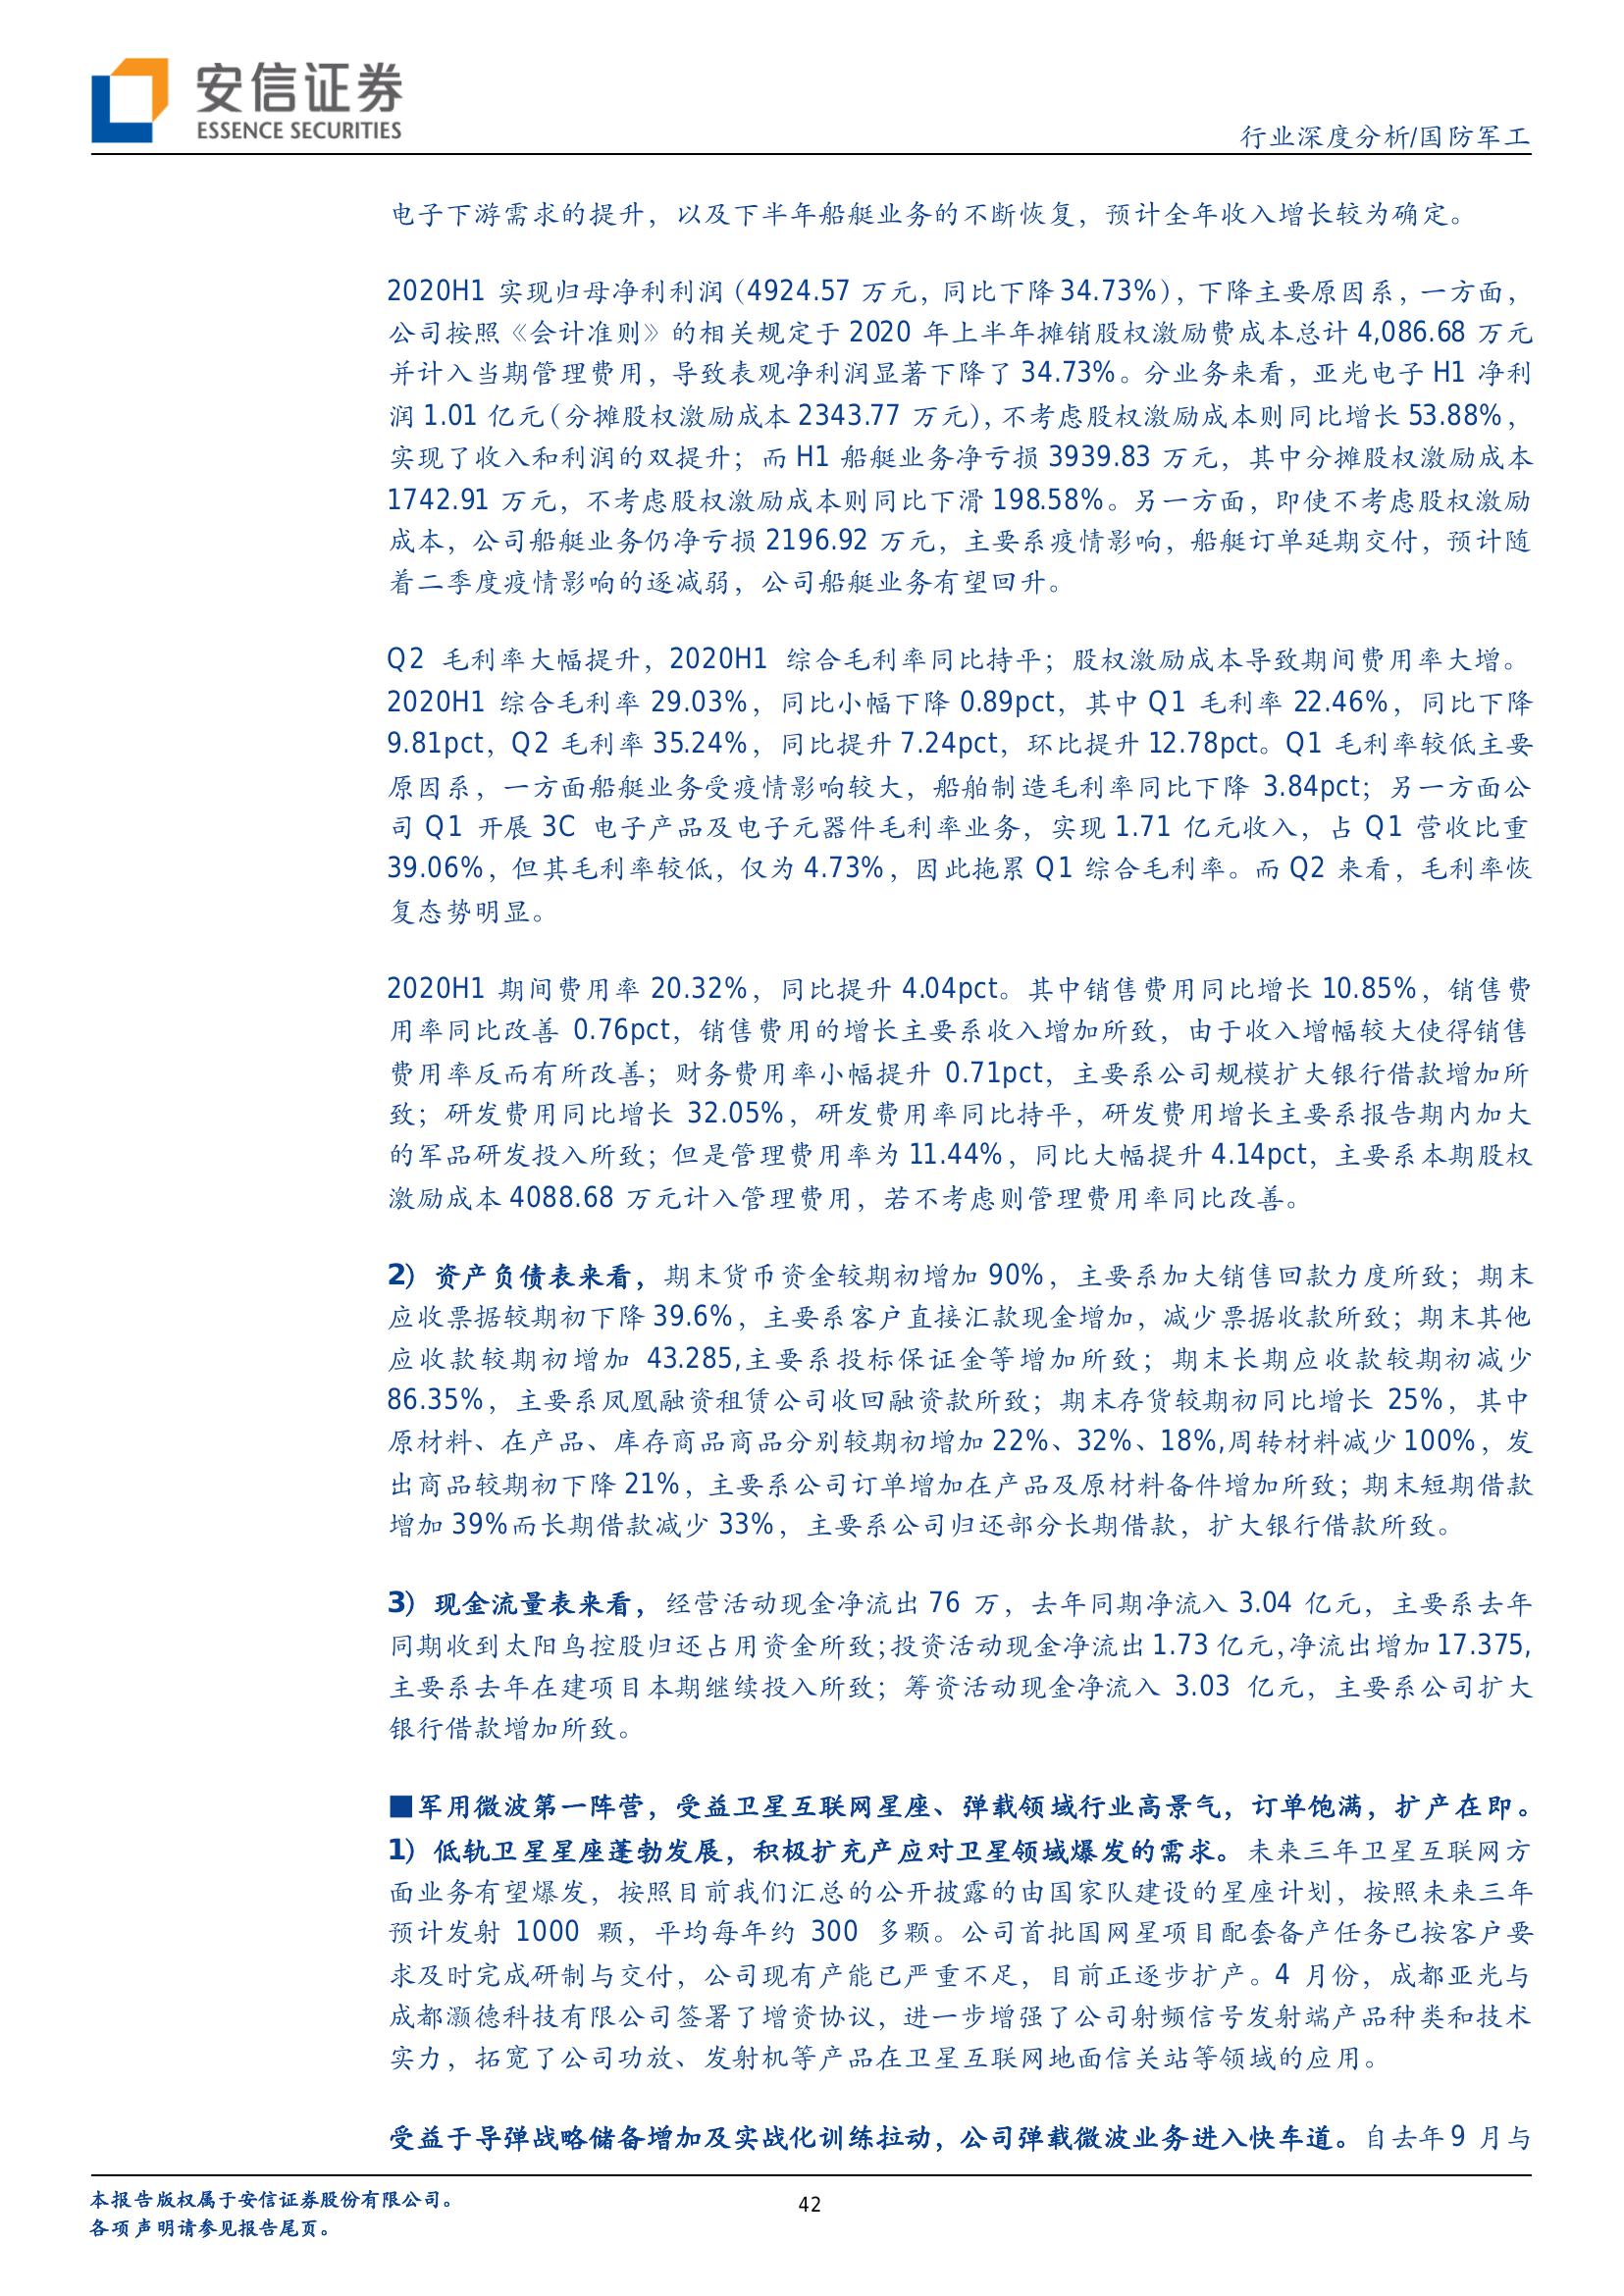 安信证券
ESSENCE SECURITIES
行业深度分析/国防军工
电子下游需求的提升，以及下半年船艇业务的不断恢复，预计全年收入增长较为确定。
2020H1 实现归母净利利润（4924.57 万元，同比下降 34.73%），下降主要原因系，一方面，
公司按照《会计准则》的相关规定于 2020 年上半年摊销股权激励费成本总计 4,086.68 万元
并计入当期管理费用，导致表观净利润显著下降了 34.73%。分业务来看，亚光电子 H1 净利
润 1.01 亿元（分摊股权激励成本 2343.77 万元），不考虑股权激励成本则同比增长 53.88%，
实现了收入和利润的双提升；而 H1 船艇业务净亏损 3939.83 万元，其中分摊股权激励成本
1742.91 万元，不考虑股权激励成本则同比下滑 198.58%。另一方面，即使不考虑股权激励
成本，公司船艇业务仍净亏损 2196.92 万元，主要系疫情影响，船艇订单延期交付，预计随
着二季度疫情影响的逐减弱，公司船艇业务有望回升。
Q2 毛利率大幅提升，2020H1 综合毛利率同比持平；股权激励成本导致期间费用率大增。
2020H1 综合毛利率 29.03%，同比小幅下降 0.89pct，其中 Q1 毛利率 22.46%，同比下降
9.81pct，Q2 毛利率 35.24%，同比提升 7.24pct，环比提升 12.78pct。Q1 毛利率较低主要
原因系，一方面船艇业务受疫情影响较大，船舶制造毛利率同比下降 3.84pct；另一方面公
司 Q1 开展 3C 电子产品及电子元器件毛利率业务，实现 1.71 亿元收入，占 Q1 营收比重
39.06%，但其毛利率较低，仅为 4.73%，因此拖累 Q1 综合毛利率。而 Q2 来看，毛利率恢
复态势明显。
2020H1 期间费用率 20.32%，同比提升 4.04pct。其中销售费用同比增长 10.85%，销售费
用率同比改善 0.76pct，销售费用的增长主要系收入增加所致，由于收入增幅较大使得销售
费用率反而有所改善；财务费用率小幅提升 0.71pct，主要系公司规模扩大银行借款增加所
致；研发费用同比增长 32.05%，研发费用率同比持平，研发费用增长主要系报告期内加大
的军品研发投入所致；但是管理费用率为 11.44%，同比大幅提升 4.14pct，主要系本期股权
激励成本 4088.68 万元计入管理费用，若不考虑则管理费用率同比改善。
2）资产负债表来看，期末货币资金较期初增加 90%，主要系加大销售回款力度所致；期末
应收票据较期初下降 39.6%，主要系客户直接汇款现金增加，减少票据收款所致；期末其他
应收款较期初增加 43.285,主要系投标保证金等增加所致；期末长期应收款较期初减少
86.35%，主要系凤凰融资租赁公司收回融资款所致；期末存货较期初同比增长 25%，其中
原材料、在产品、库存商品商品分别较期初增加 22%、32%、18%,周转材料减少 100%，发
出商品较期初下降 21%，主要系公司订单增加在产品及原材料备件增加所致；期末短期借款
增加 39%而长期借款减少 33%，主要系公司归还部分长期借款，扩大银行借款所致。
3）现金流量表来看，经营活动现金净流出 76 万，去年同期净流入 3.04 亿元，主要系去年
同期收到太阳鸟控股归还占用资金所致;投资活动现金净流出 1.73 亿元,净流出增加 17.375,
主要系去年在建项目本期继续投入所致；筹资活动现金净流入 3.03 亿元，主要系公司扩大
银行借款增加所致。
■军用微波第一阵营，受益卫星互联网星座、弹载领域行业高景气，订单饱满，扩产在即。
1）低轨卫星星座蓬勃发展，积极扩充产应对卫星领域爆发的需求。未来三年卫星互联网方
面业务有望爆发，按照目前我们汇总的公开披露的由国家队建设的星座计划，按照未来三年
预计发射 1000 颗，平均每年约 300 多颗。公司首批国网星项目配套备产任务已按客户要
求及时完成研制与交付，公司现有产能已严重不足，目前正逐步扩产。4 月份，成都亚光与
成都灏德科技有限公司签署了增资协议，进一步增强了公司射频信号发射端产品种类和技术
实力，拓宽了公司功放、发射机等产品在卫星互联网地面信关站等领域的应用。
受益于导弹战略储备增加及实战化训练拉动，公司弹载微波业务进入快车道。自去年 9 月与
本报告版权属于安信证券股份有限公司。
各项声明请参见报告尾页。
42